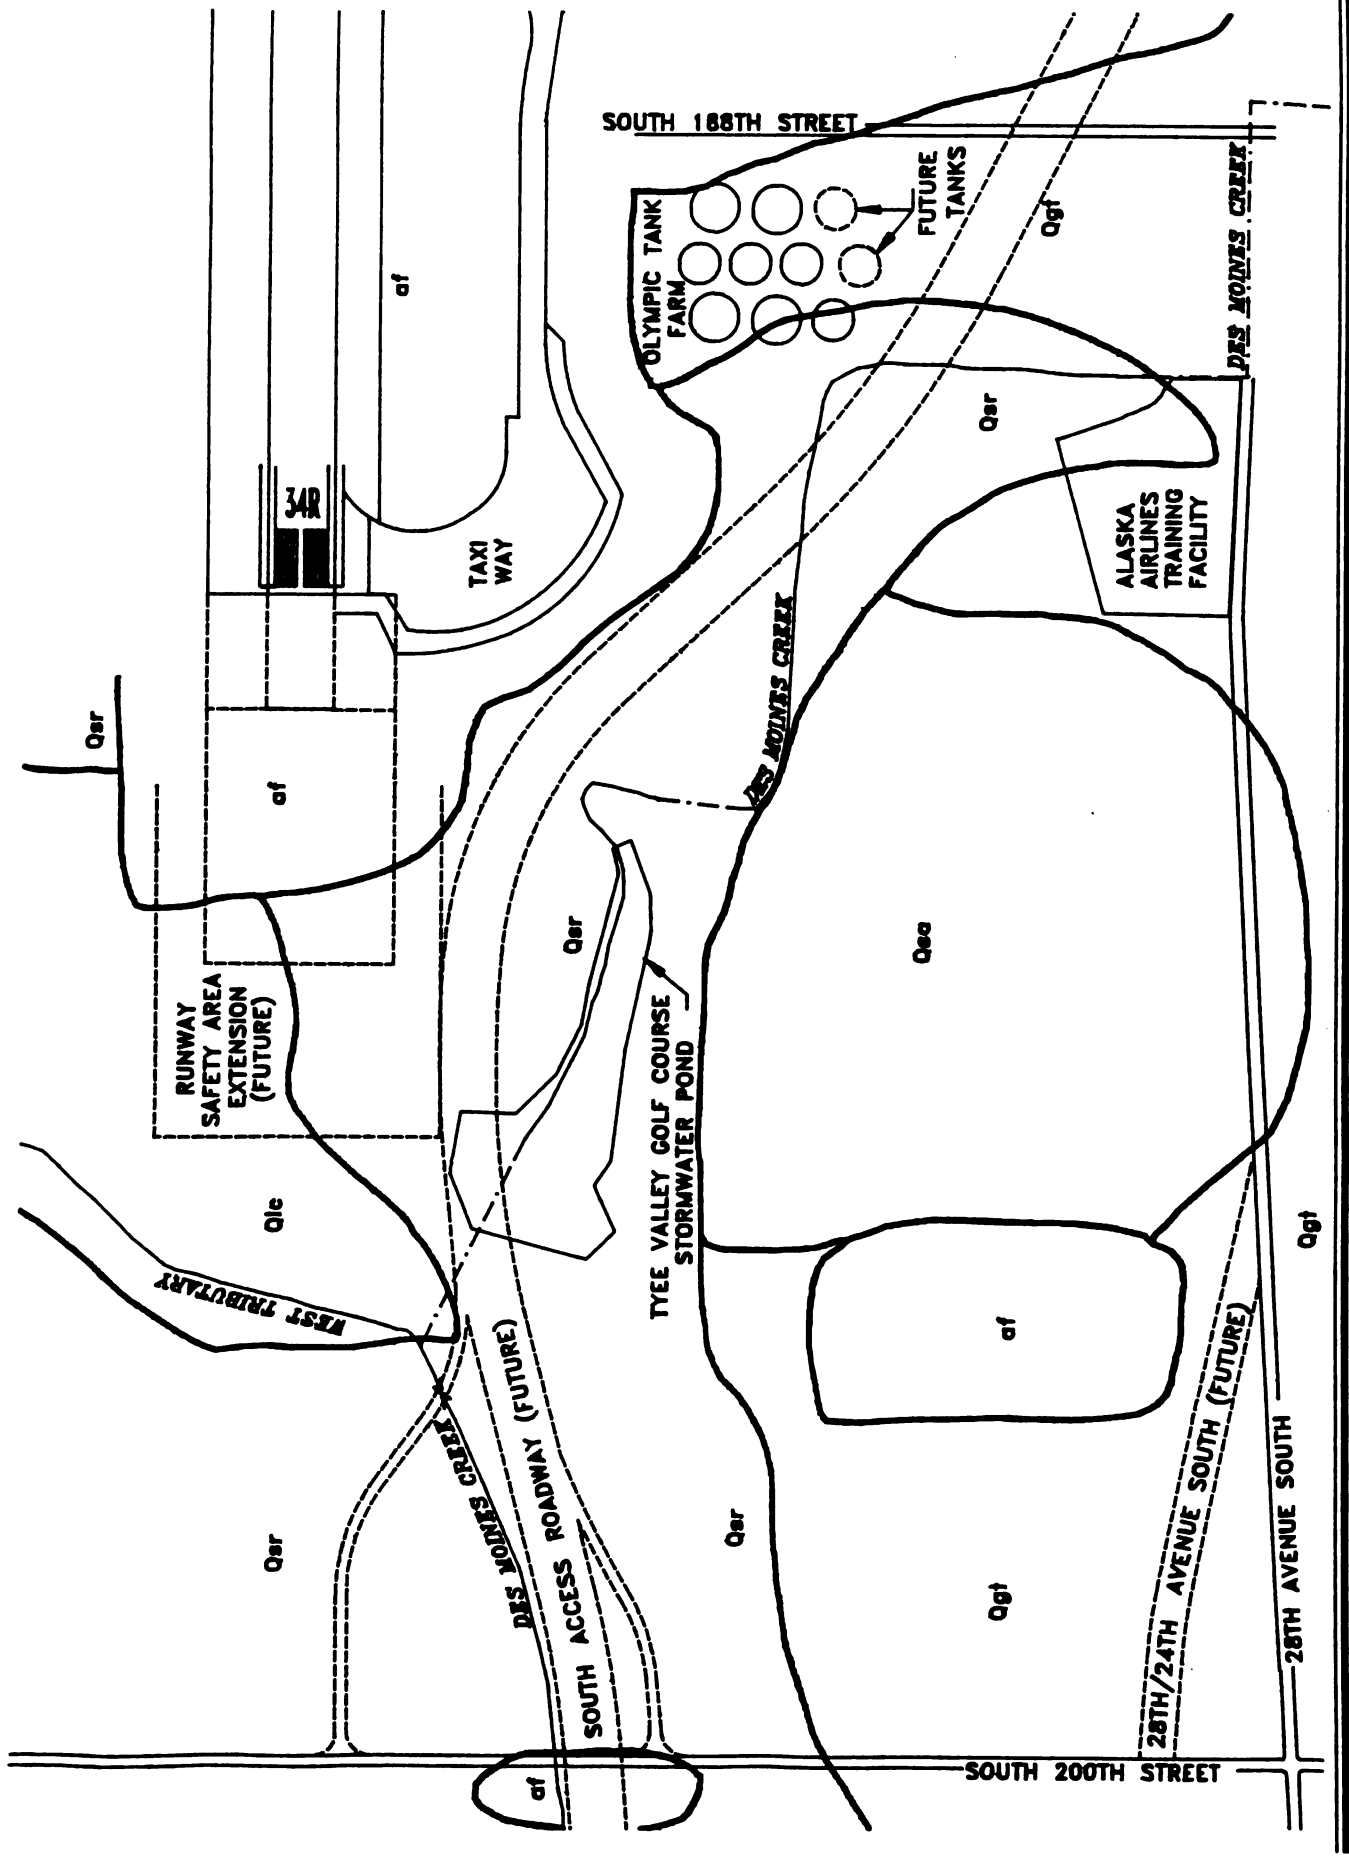 SOUTH 188TH STREET
FUTURE
TANKS
OLYMPIC TANK
FARM
Qgt
DES MOINES CREEK
af
34R
TAXI
WAY
Qsr
ALASKA
AIRLINES
TRAINING
FACILITY
DES MOINES CREEK
Qsr
af
Qsr
Qsa
RUNWAY
SAFETY AREA
EXTENSION
(FUTURE)
TYEE VALLEY GOLF COURSE
STORMWATER POND
Qlc
WEST TRIBUTARY
af
Qgt
DES MOINES CREEK
SOUTH ACCESS ROADWAY (FUTURE)
Qsr
Qsr
Qgt
28TH/24TH AVENUE SOUTH (FUTURE)
28TH AVENUE SOUTH
af
SOUTH 200TH STREET